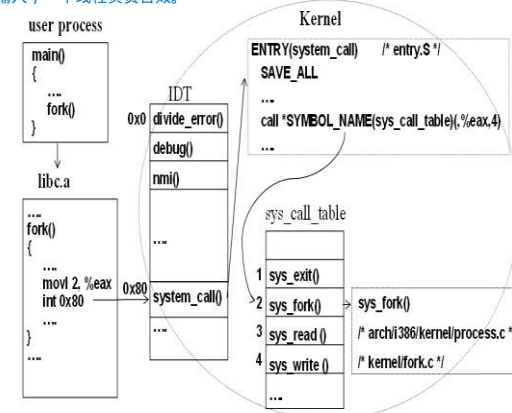 user process
main()
{
....
fork()
}
libc.a
....
fork()
{
....
movl 2, %eax
int 0x80
....
}
....
IDT
0x0 divide_error()
debug()
nmi()
....
0x80 system_call()
....
Kernel
ENTRY(system_call) /* entry.S */
SAVE_ALL
....
call *SYMBOL_NAME(sys_call_table)(,%eax,4)
....
sys_call_table
1 sys_exit()
2 sys_fork()
3 sys_read ()
4 sys_write ()
....
sys_fork()
/* arch/i386/kernel/process.c *
/* kernel/fork.c */